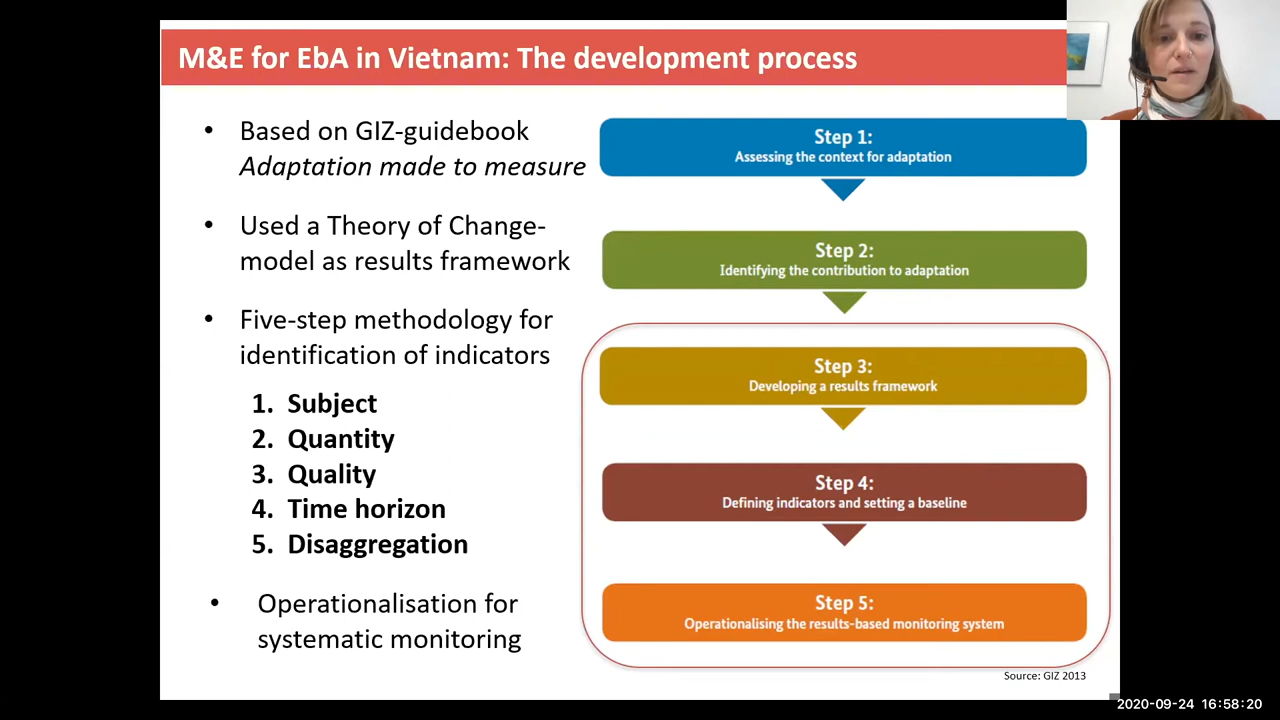 M&E for EbA in Vietnam: The development process
• Based on GIZ-guidebook
Adaptation made to measure
• Used a Theory of Change-
model as results framework
• Five-step methodology for
identification of indicators
1. Subject
2. Quantity
3. Quality
4. Time horizon
5. Disaggregation
• Operationalisation for
systematic monitoring
Step 1:
Assessing the context for adaptation
Step 2:
Identifying the contribution to adaptation
Step 3:
Developing a results framework
Step 4:
Defining indicators and setting a baseline
Step 5:
Operationalising the results-based monitoring system
Source: GIZ 2013
2020-09-24 16:58:20